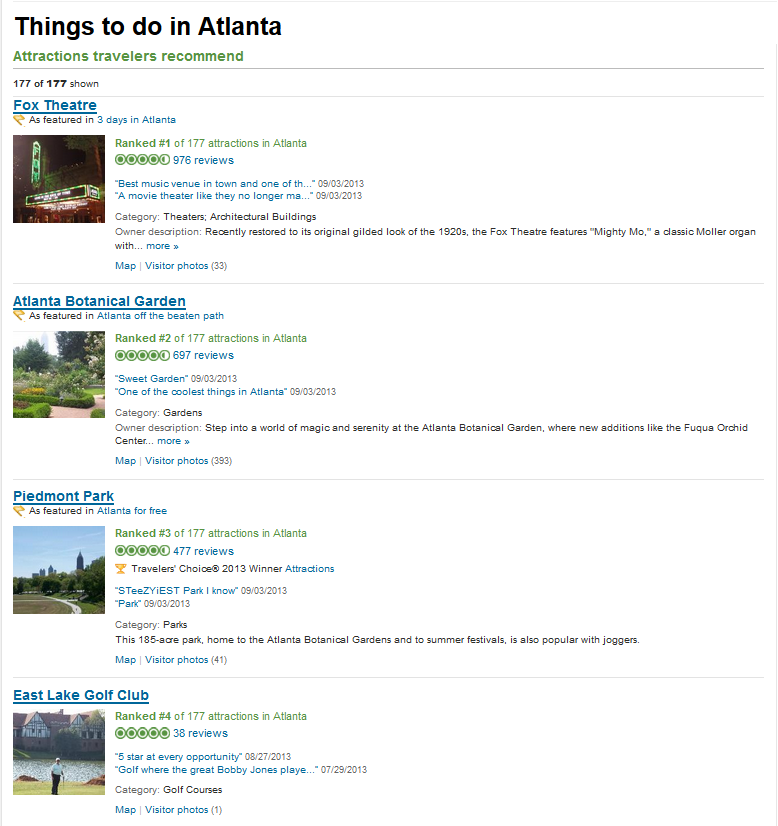 Things to do in Atlanta
Attractions travelers recommend
177 of 177 shown
Fox Theatre
As featured in 3 days in Atlanta
Ranked #1 of 177 attractions in Atlanta
976 reviews
"Best music venue in town and one of th..." 09/03/2013
"A movie theater like they no longer ma..." 09/03/2013
Category: Theaters; Architectural Buildings
Owner description: Recently restored to its original gilded look of the 1920s, the Fox Theatre features "Mighty Mo," a classic Moller organ
with... more »
Map | Visitor photos (33)
Atlanta Botanical Garden
As featured in Atlanta off the beaten path
Ranked #2 of 177 attractions in Atlanta
697 reviews
"Sweet Garden" 09/03/2013
"One of the coolest things in Atlanta" 09/03/2013
Category: Gardens
Owner description: Step into a world of magic and serenity at the Atlanta Botanical Garden, where new additions like the Fuqua Orchid
Center... more »
Map | Visitor photos (393)
Piedmont Park
As featured in Atlanta for free
Ranked #3 of 177 attractions in Atlanta
477 reviews
Travelers' Choice® 2013 Winner Attractions
"STeeZYiEST Park I know" 09/03/2013
"Park" 09/03/2013
Category: Parks
This 185-acre park, home to the Atlanta Botanical Gardens and to summer festivals, is also popular with joggers.
Map | Visitor photos (41)
East Lake Golf Club
Ranked #4 of 177 attractions in Atlanta
38 reviews
"5 star at every opportunity" 08/27/2013
"Golf where the great Bobby Jones playe..." 07/29/2013
Category: Golf Courses
Map | Visitor photos (1)